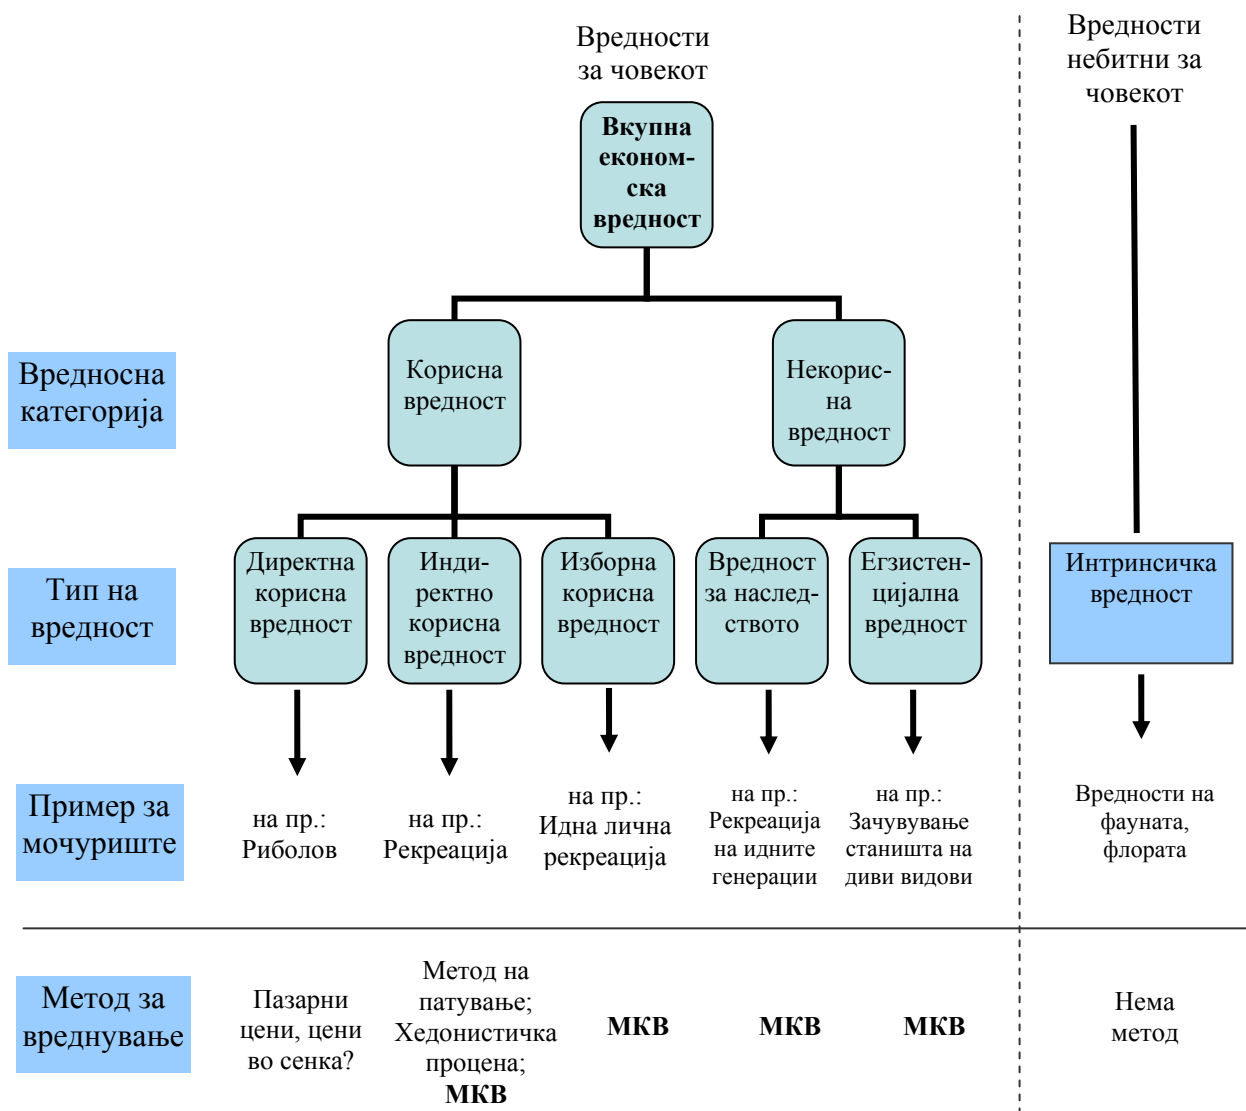 Вредности
за човекот
Вредности
небитни за
човекот
Вкупна
економ-
ска
вредност
Вредносна
категорија
Корисна
вредност
Некорис-
на
вредност
Тип на
вредност
Директна
корисна
вредност
Инди-
ректно
корисна
вредност
Изборна
корисна
вредност
Вредност
за наслед-
ството
Егзистен-
цијална
вредност
Интринсичка
вредност
Пример за
мочуриште
на пр.:
Риболов
на пр.:
Рекреација
на пр.:
Идна лична
рекреација
на пр.:
Рекреација
на идните
генерации
на пр.:
Зачувување
станишта на
диви видови
Вредности на
фауната,
флората
Метод за
вреднување
Пазарни
цени, цени
во сенка?
Метод на
патување;
Хедонистичка
процена;
МКВ
МКВ
МКВ
МКВ
Нема
метод